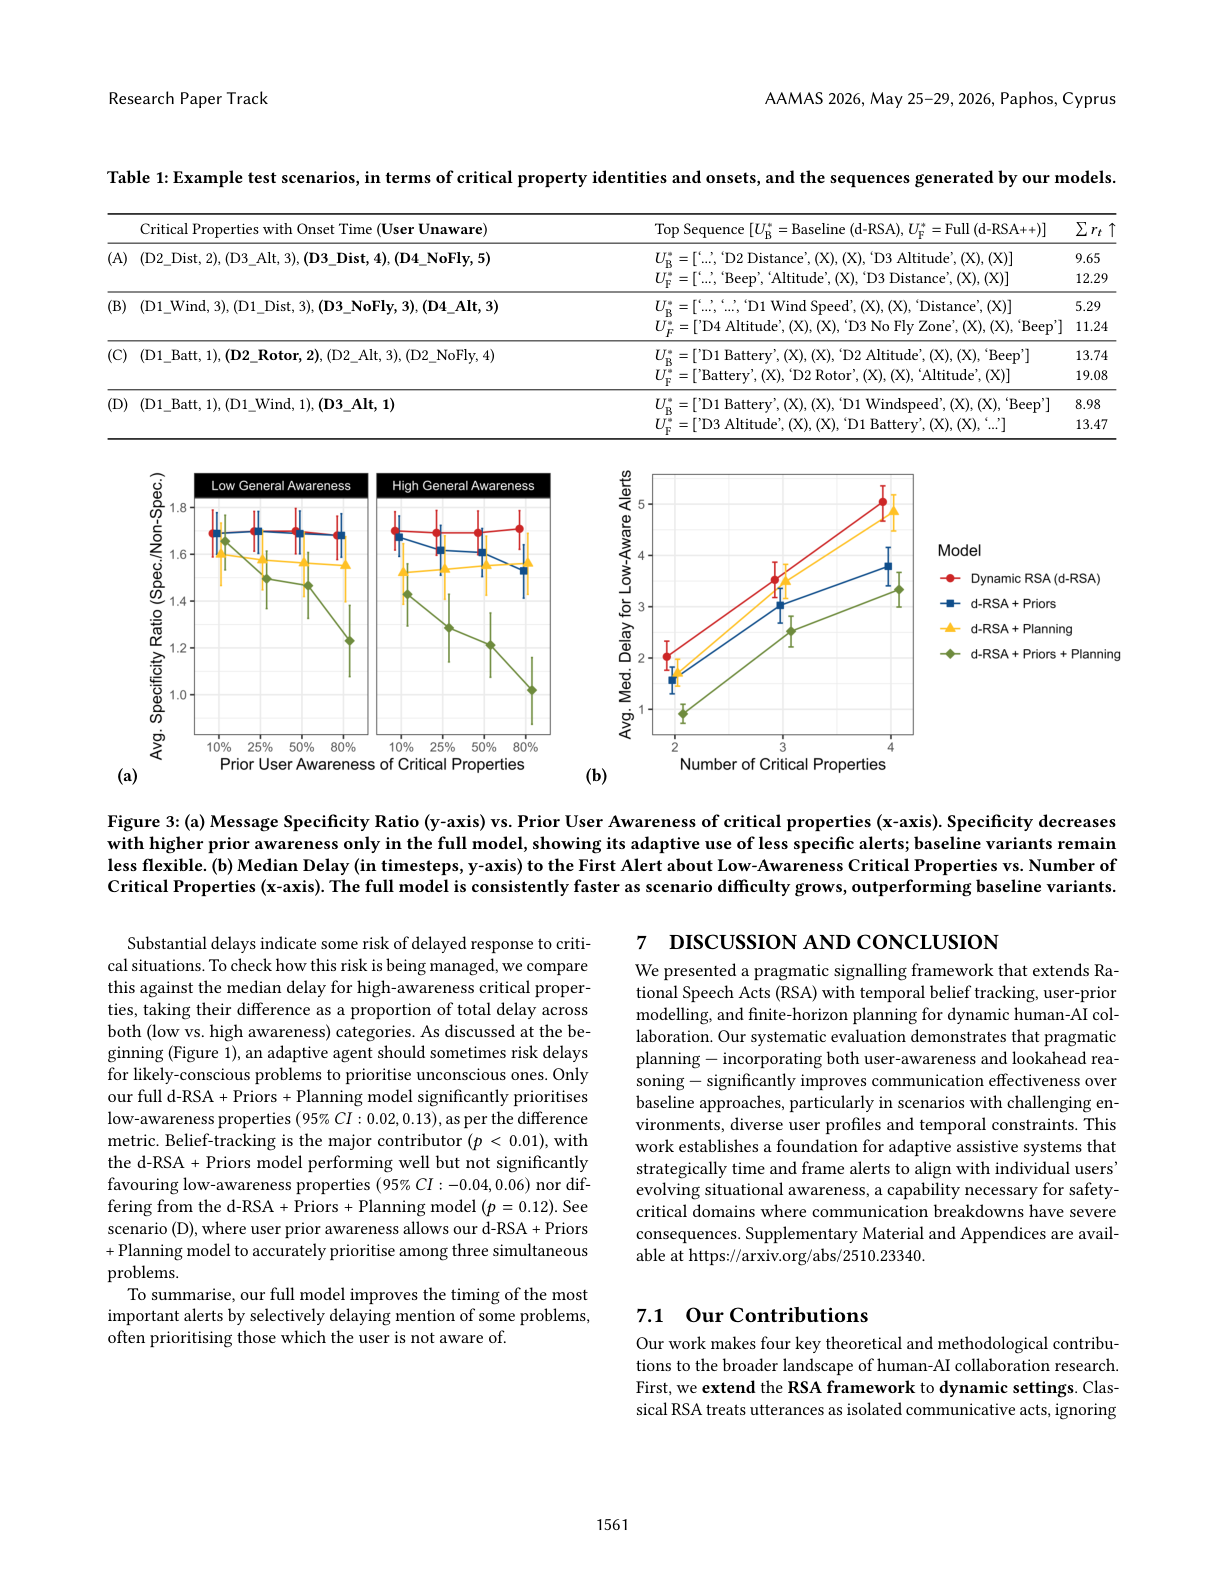 Research Paper Track
AAMAS 2026, May 25–29, 2026, Paphos, Cyprus
Table 1: Example test scenarios, in terms of critical property identities and onsets, and the sequences generated by our models.
Critical Properties with Onset Time (User Unaware) Top Sequence [U*B = Baseline (d-RSA), U*F = Full (d-RSA++)] ∑ rt ↑
(A) (D2_Dist, 2), (D3_Alt, 3), (D3_Dist, 4), (D4_NoFly, 5) U*B = [‘...’, ‘D2 Distance’, (X), (X), ‘D3 Altitude’, (X), (X)] 9.65
U*F = [‘...’, ‘Beep’, ‘Altitude’, (X), ‘D3 Distance’, (X), (X)] 12.29
(B) (D1_Wind, 3), (D1_Dist, 3), (D3_NoFly, 3), (D4_Alt, 3) U*B = [‘...’, ‘...’, ‘D1 Wind Speed’, (X), (X), ‘Distance’, (X)] 5.29
U*F = [’D4 Altitude’, (X), (X), ‘D3 No Fly Zone’, (X), (X), ‘Beep’] 11.24
(C) (D1_Batt, 1), (D2_Rotor, 2), (D2_Alt, 3), (D2_NoFly, 4) U*B = [’D1 Battery’, (X), (X), ‘D2 Altitude’, (X), (X), ‘Beep’] 13.74
U*F = [’Battery’, (X), ‘D2 Rotor’, (X), (X), ‘Altitude’, (X)] 19.08
(D) (D1_Batt, 1), (D1_Wind, 1), (D3_Alt, 1) U*B = [’D1 Battery’, (X), (X), ‘D1 Windspeed’, (X), (X), ‘Beep’] 8.98
U*F = [’D3 Altitude’, (X), (X), ‘D1 Battery’, (X), (X), ‘...’] 13.47
Avg. Specificity Ratio (Spec./Non-Spec.)
Low General Awareness
High General Awareness
1.8
1.6
1.4
1.2
1.0
10% 25% 50% 80% 10% 25% 50% 80%
Prior User Awareness of Critical Properties
(a)
Avg. Med. Delay for Low-Aware Alerts
5
4
3
2
1
2 3 4
Number of Critical Properties
(b)
Model
Dynamic RSA (d-RSA)
d-RSA + Priors
d-RSA + Planning
d-RSA + Priors + Planning
Figure 3: (a) Message Specificity Ratio (y-axis) vs. Prior User Awareness of critical properties (x-axis). Specificity decreases
with higher prior awareness only in the full model, showing its adaptive use of less specific alerts; baseline variants remain
less flexible. (b) Median Delay (in timesteps, y-axis) to the First Alert about Low-Awareness Critical Properties vs. Number of
Critical Properties (x-axis). The full model is consistently faster as scenario difficulty grows, outperforming baseline variants.
Substantial delays indicate some risk of delayed response to criti-
cal situations. To check how this risk is being managed, we compare
this against the median delay for high-awareness critical proper-
ties, taking their difference as a proportion of total delay across
both (low vs. high awareness) categories. As discussed at the be-
ginning (Figure 1), an adaptive agent should sometimes risk delays
for likely-conscious problems to prioritise unconscious ones. Only
our full d-RSA + Priors + Planning model significantly prioritises
low-awareness properties (95% CI : 0.02, 0.13), as per the difference
metric. Belief-tracking is the major contributor (p < 0.01), with
the d-RSA + Priors model performing well but not significantly
favouring low-awareness properties (95% CI : −0.04, 0.06) nor dif-
fering from the d-RSA + Priors + Planning model (p = 0.12). See
scenario (D), where user prior awareness allows our d-RSA + Priors
+ Planning model to accurately prioritise among three simultaneous
problems.
To summarise, our full model improves the timing of the most
important alerts by selectively delaying mention of some problems,
often prioritising those which the user is not aware of.
7 DISCUSSION AND CONCLUSION
We presented a pragmatic signalling framework that extends Ra-
tional Speech Acts (RSA) with temporal belief tracking, user-prior
modelling, and finite-horizon planning for dynamic human-AI col-
laboration. Our systematic evaluation demonstrates that pragmatic
planning — incorporating both user-awareness and lookahead rea-
soning — significantly improves communication effectiveness over
baseline approaches, particularly in scenarios with challenging en-
vironments, diverse user profiles and temporal constraints. This
work establishes a foundation for adaptive assistive systems that
strategically time and frame alerts to align with individual users’
evolving situational awareness, a capability necessary for safety-
critical domains where communication breakdowns have severe
consequences. Supplementary Material and Appendices are avail-
able at https://arxiv.org/abs/2510.23340.
7.1 Our Contributions
Our work makes four key theoretical and methodological contribu-
tions to the broader landscape of human-AI collaboration research.
First, we extend the RSA framework to dynamic settings. Clas-
sical RSA treats utterances as isolated communicative acts, ignoring
1561